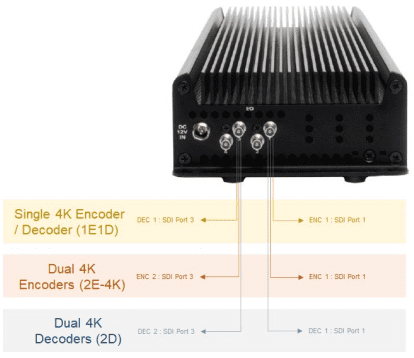 I/O
DC
12V
IN
Single 4K Encoder
/ Decoder (1E1D)
DEC 1 : SDI Port 3
ENC 1 : SDI Port 1
Dual 4K
Encoders (2E-4K)
ENC 2 : SDI Port 3
ENC 1 : SDI Port 1
Dual 4K
Decoders (2D)
DEC 2 : SDI Port 3
DEC 1 : SDI Port 1